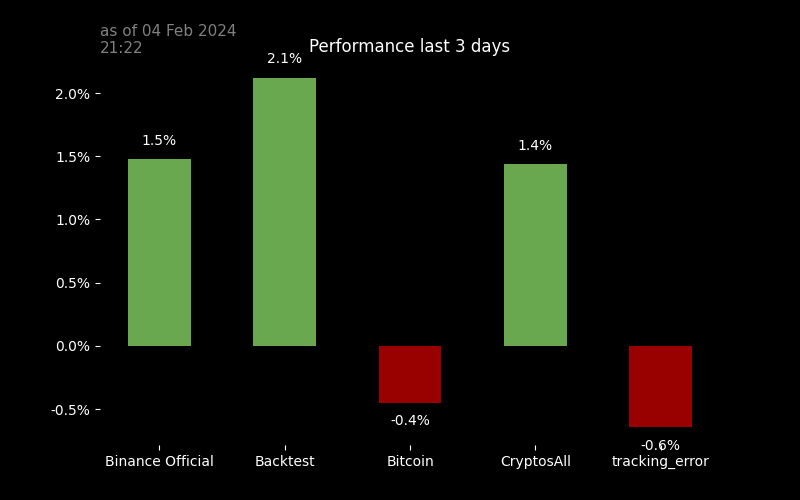 as of 04 Feb 2024
21:22
Performance last 3 days
2.1%
2.0%
1.5%
1.5%
1.4%
1.0%
0.5%
0.0%
-0.5%
-0.4%
-0.6%
Binance Official
Backtest
Bitcoin
CryptosAll
tracking_error